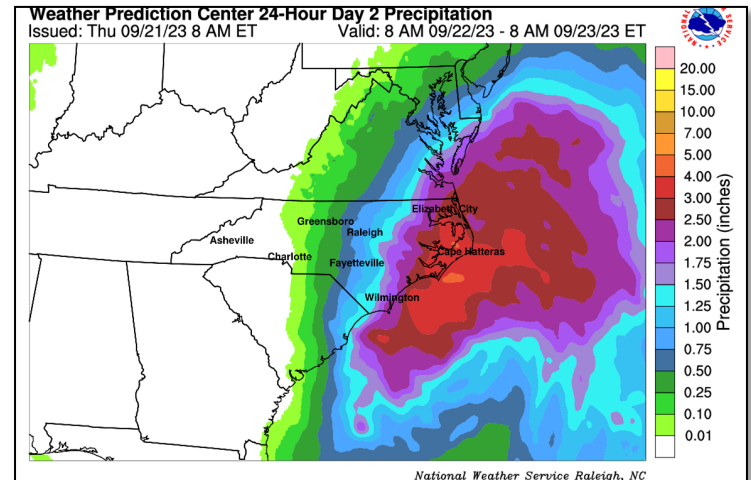 Weather Prediction Center 24-Hour Day 2 Precipitation
Issued: Thu 09/21/23 8 AM ET
Valid: 8 AM 09/22/23 - 8 AM 09/23/23 ET
NATIONAL
SERVICE
20.00
15.00
10.00
7.00
5.00
4.00
3.00
2.50
2.00
1.75
1.50
1.25
1.00
0.75
0.50
0.25
0.10
0.01
Precipitation (inches)
Elizabeth City
Greensboro
Raleigh
Asheville
Cape Hatteras
Charlotte
Fayetteville
Wilmington
National Weather Service Raleigh, NC